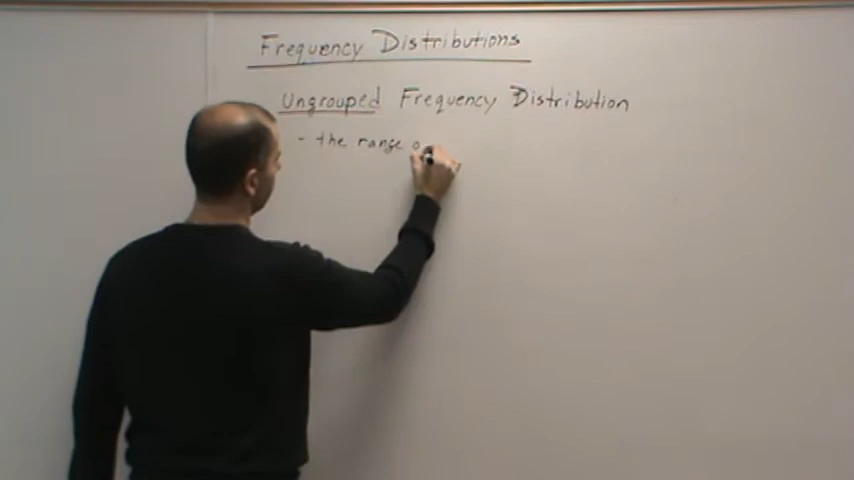 Frequency Distributions
Ungrouped Frequency Distribution
- the range o